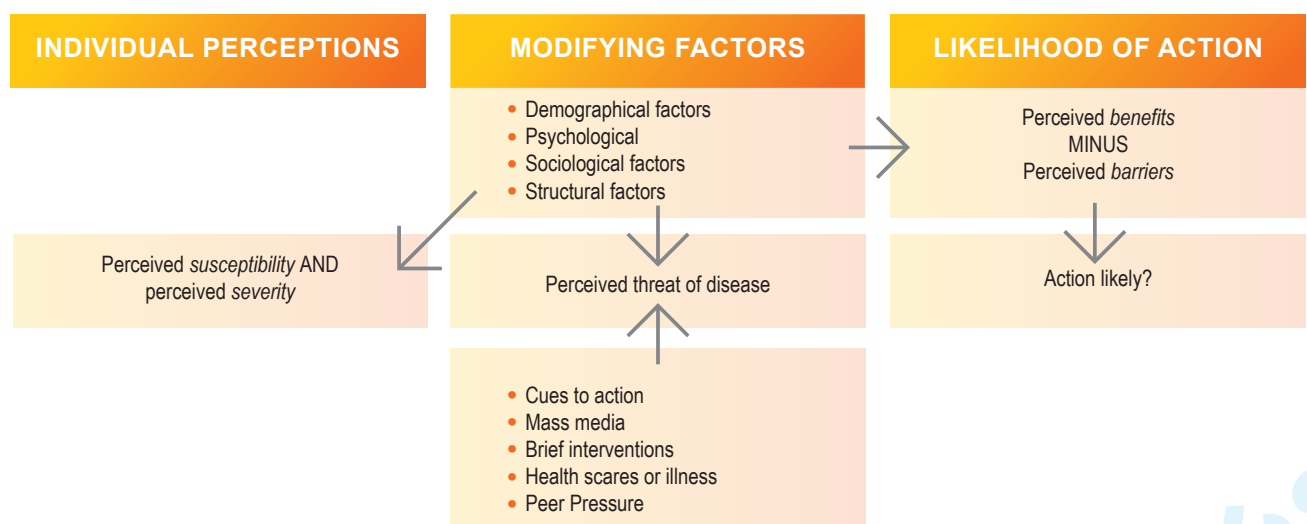 INDIVIDUAL PERCEPTIONS
MODIFYING FACTORS
LIKELIHOOD OF ACTION
• Demographical factors
• Psychological
• Sociological factors
• Structural factors
Perceived benefits
MINUS
Perceived barriers
Perceived susceptibility AND
perceived severity
Perceived threat of disease
Action likely?
• Cues to action
• Mass media
• Brief interventions
• Health scares or illness
• Peer Pressure